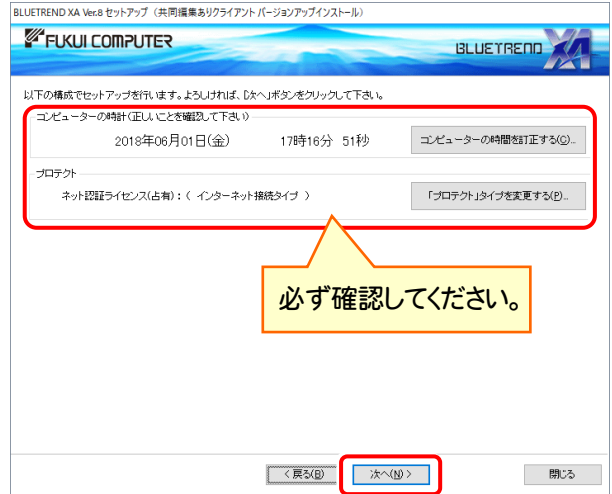 BLUETREND XA Ver.8 セットアップ（共同編集ありクライアント バージョンアップインストール）
FUKUI COMPUTER
BLUETREND XA
以下の構成でセットアップを行います。よろしければ、[次へ]ボタンをクリックして下さい。
コンピューターの時計(正しいことを確認して下さい)
2018年06月01日(金) 17時16分 51秒 コンピューターの時間を訂正する(C)...
プロテクト
ネット認証ライセンス(占有)：( インターネット接続タイプ ) 「プロテクト」タイプを変更する(P)...
必ず確認してください。
< 戻る(B) 次へ(N) > 閉じる